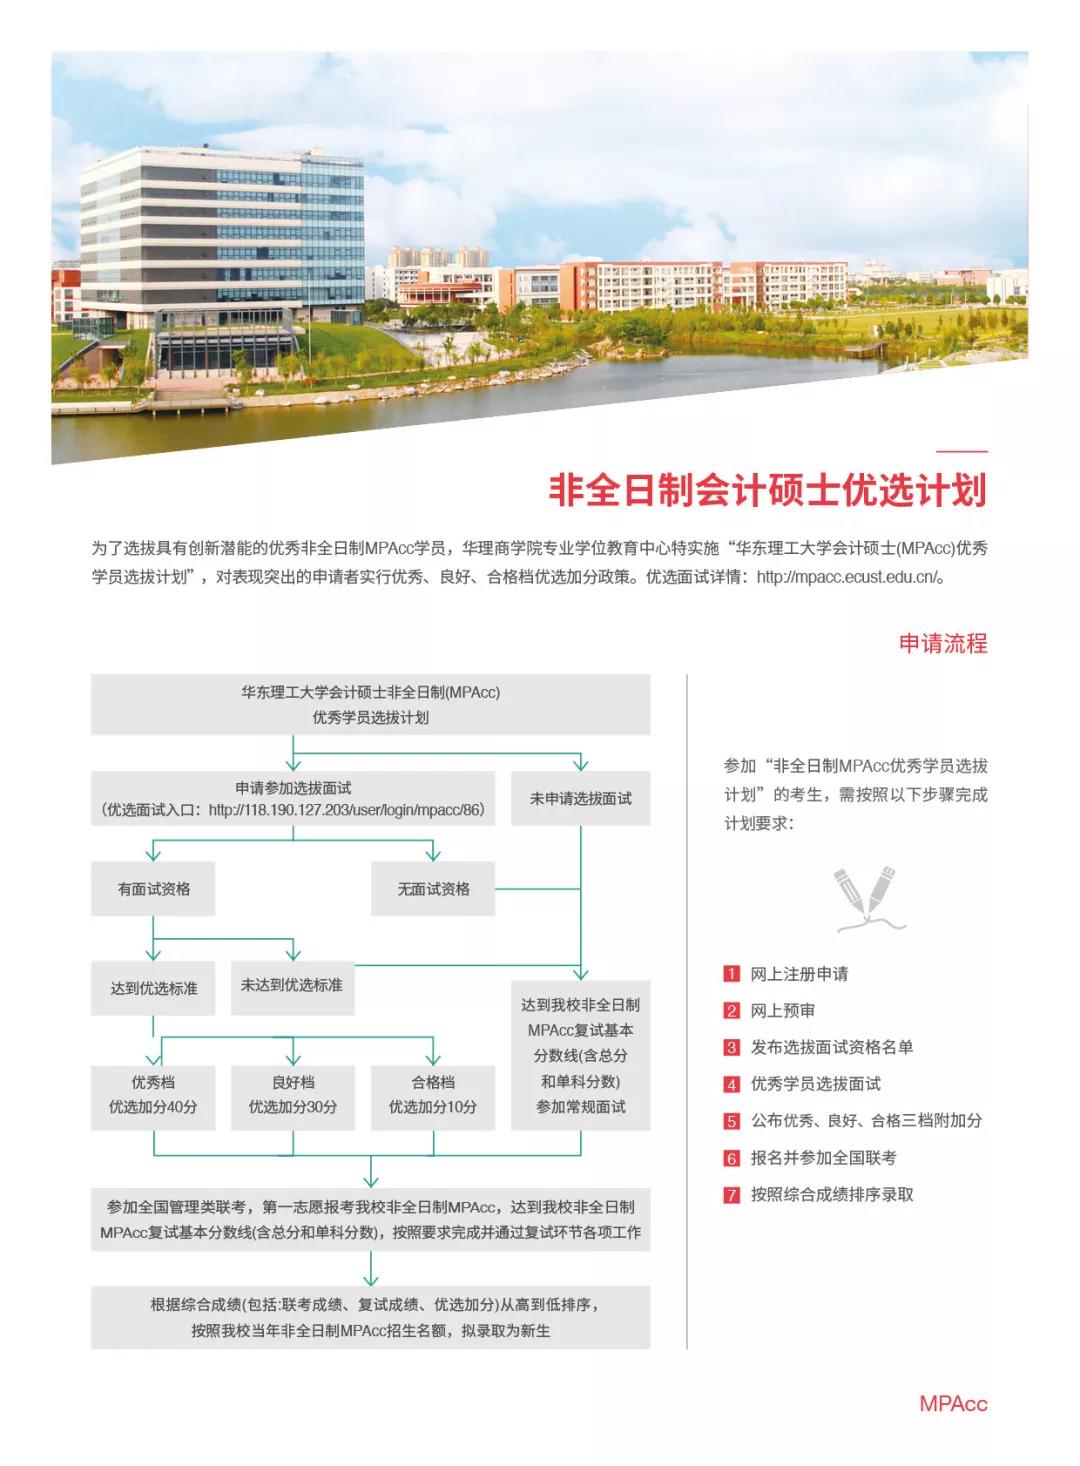 非全日制会计硕士优选计划
为了选拔具有创新潜能的优秀非全日制MPAcc学员，华理商学院专业学位教育中心特实施“华东理工大学会计硕士(MPAcc)优秀
学员选拔计划”，对表现突出的申请者实行优秀、良好、合格档优选加分政策。优选面试详情：http://mpacc.ecust.edu.cn/。
申请流程
华东理工大学会计硕士非全日制(MPAcc)
优秀学员选拔计划
申请参加选拔面试
（优选面试入口：http://118.190.127.203/user/login/mpacc/86）
未申请选拔面试
有面试资格
无面试资格
达到优选标准
未达到优选标准
达到我校非全日制
MPAcc复试基本
分数线(含总分
和单科分数)
参加常规面试
优秀档
优选加分40分
良好档
优选加分30分
合格档
优选加分10分
参加全国管理类联考，第一志愿报考我校非全日制MPAcc，达到我校非全日制
MPAcc复试基本分数线(含总分和单科分数)，按照要求完成并通过复试环节各项工作
根据综合成绩(包括:联考成绩、复试成绩、优选加分)从高到低排序，
按照我校当年非全日制MPAcc招生名额，拟录取为新生
参加“非全日制MPAcc优秀学员选拔
计划”的考生，需按照以下步骤完成
计划要求：
1 网上注册申请
2 网上预审
3 发布选拔面试资格名单
4 优秀学员选拔面试
5 公布优秀、良好、合格三档附加分
6 报名并参加全国联考
7 按照综合成绩排序录取
MPAcc